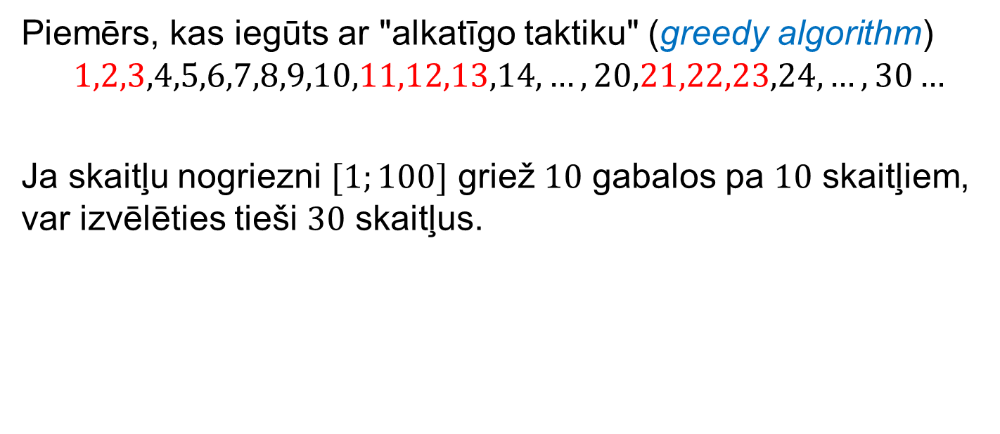 Piemērs, kas iegūts ar "alkatīgo taktiku" (greedy algorithm)
1,2,3,4,5,6,7,8,9,10,11,12,13,14, … , 20,21,22,23,24, … , 30 …
Ja skaitļu nogriezni [1; 100] griež 10 gabalos pa 10 skaitļiem,
var izvēlēties tieši 30 skaitļus.